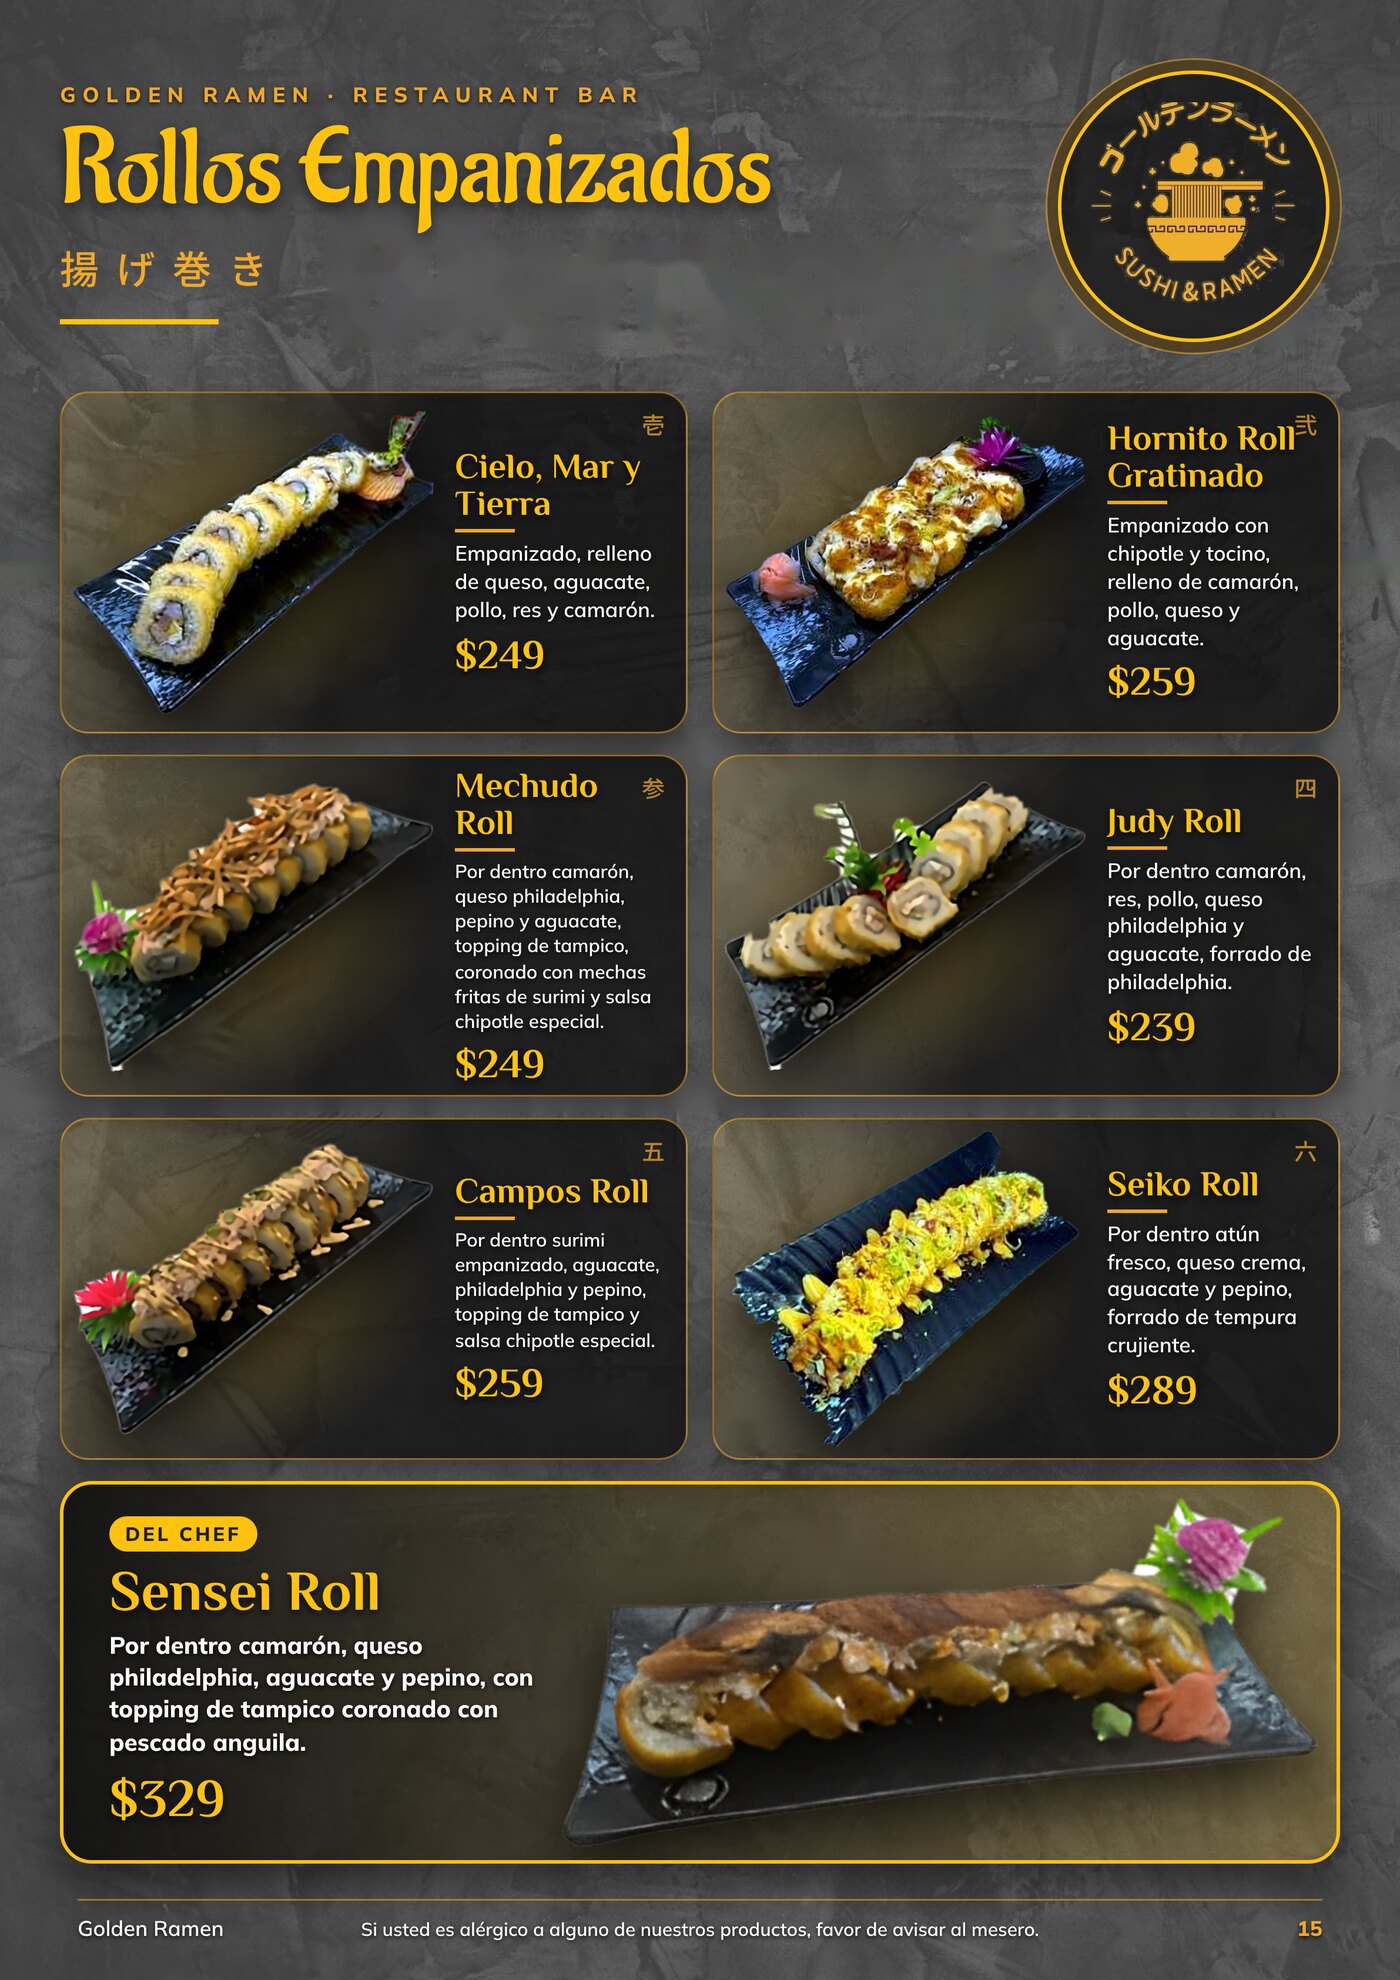 GOLDEN RAMEN · RESTAURANT BAR
Rollos Empanizados
揚げ巻き
ゴールデンラーメン
SUSHI & RAMEN
壱
Cielo, Mar y
Tierra
Empanizado, relleno
de queso, aguacate,
pollo, res y camarón.
$249
弐
Hornito Roll
Gratinado
Empanizado con
chipotle y tocino,
relleno de camarón,
pollo, queso y
aguacate.
$259
参
Mechudo
Roll
Por dentro camarón,
queso philadelphia,
pepino y aguacate,
topping de tampico,
coronado con mechas
fritas de surimi y salsa
chipotle especial.
$249
四
Judy Roll
Por dentro camarón,
res, pollo, queso
philadelphia y
aguacate, forrado de
philadelphia.
$239
五
Campos Roll
Por dentro surimi
empanizado, aguacate,
philadelphia y pepino,
topping de tampico y
salsa chipotle especial.
$259
六
Seiko Roll
Por dentro atún
fresco, queso crema,
aguacate y pepino,
forrado de tempura
crujiente.
$289
DEL CHEF
Sensei Roll
Por dentro camarón, queso
philadelphia, aguacate y pepino, con
topping de tampico coronado con
pescado anguila.
$329
Golden Ramen
Si usted es alérgico a alguno de nuestros productos, favor de avisar al mesero.
15